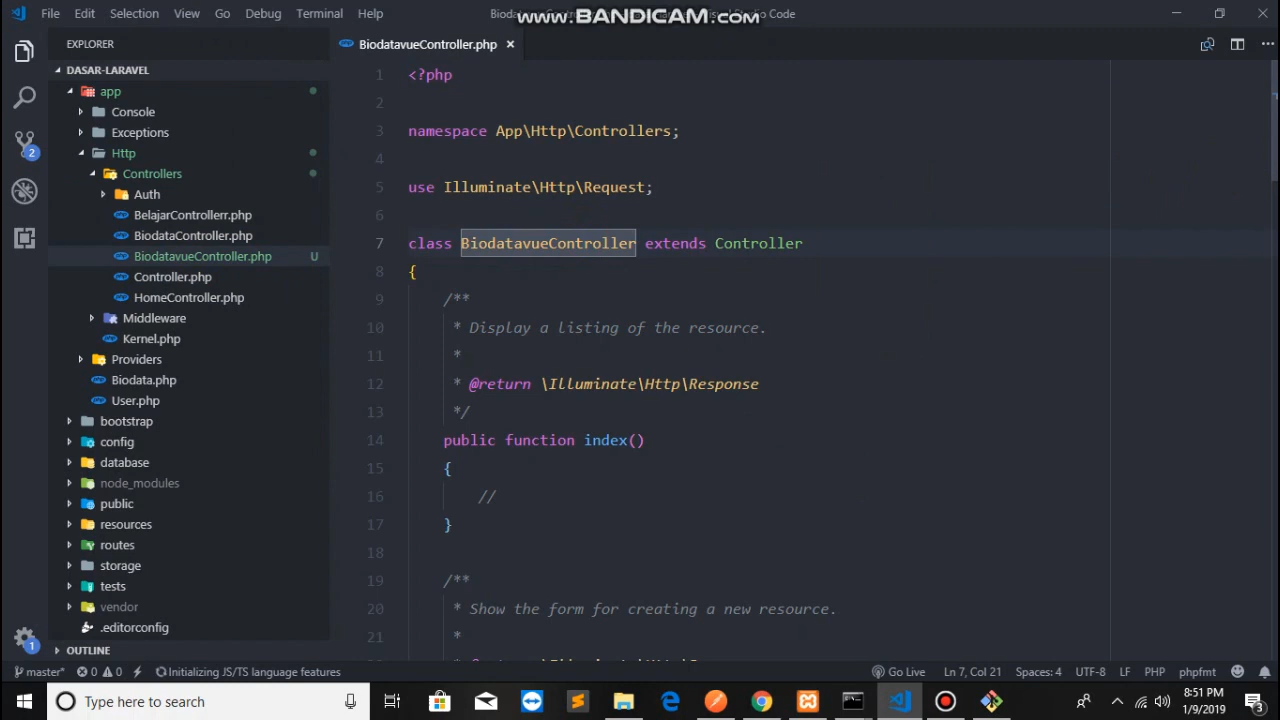 File Edit Selection View Go Debug Terminal Help
www.BANDICAM.com
EXPLORER
BiodatavueController.php
DASAR-LARAVEL
app
Console
Exceptions
Http
Controllers
Auth
BelajarControllerr.php
BiodataController.php
BiodatavueController.php U
Controller.php
HomeController.php
Middleware
Kernel.php
Providers
Biodata.php
User.php
bootstrap
config
database
node_modules
public
resources
routes
storage
tests
vendor
.editorconfig
OUTLINE
2
1
1 <?php
2
3 namespace App\Http\Controllers;
4
5 use Illuminate\Http\Request;
6
7 class BiodatavueController extends Controller
8 {
9 /**
10 * Display a listing of the resource.
11 *
12 * @return \Illuminate\Http\Response
13 */
14 public function index()
15 {
16 //
17 }
18
19 /**
20 * Show the form for creating a new resource.
21 *
master* 0 0 Initializing JS/TS language features Go Live Ln 7, Col 21 Spaces: 4 UTF-8 LF PHP phpfmt
Type here to search
8:51 PM
1/9/2019
3